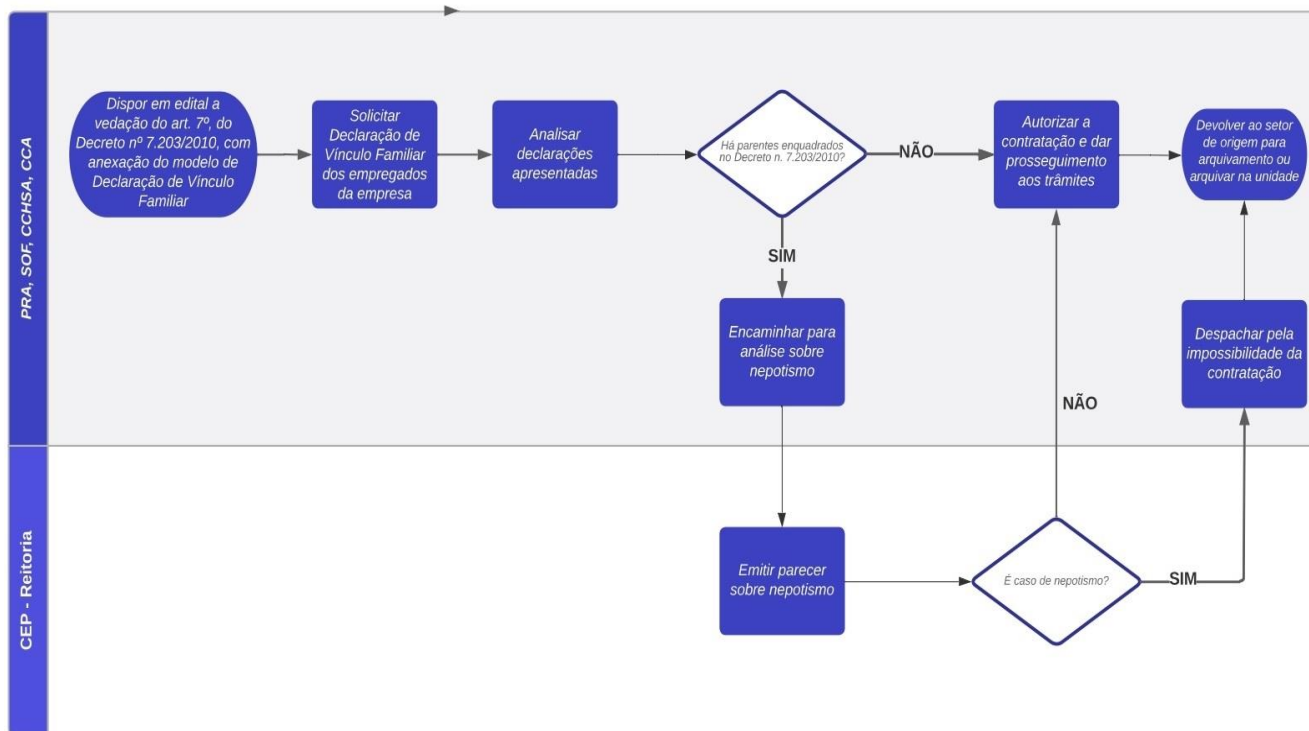 PRA, SOF, CCHSA, CCA
Dispor em edital a
vedação do art. 7º, do
Decreto nº 7.203/2010, com
anexação do modelo de
Declaração de Vínculo
Familiar
Solicitar
Declaração de
Vínculo Familiar
dos empregados
da empresa
Analisar
declarações
apresentadas
Há parentes enquadrados
no Decreto n. 7.203/2010?
NÃO
Autorizar a
contratação e dar
prosseguimento
aos trâmites
Devolver ao setor
de origem para
arquivamento ou
arquivar na unidade
SIM
Encaminhar para
análise sobre
nepotismo
Despachar pela
impossibilidade da
contratação
NÃO
CEP - Reitoria
Emitir parecer
sobre nepotismo
É caso de nepotismo?
SIM